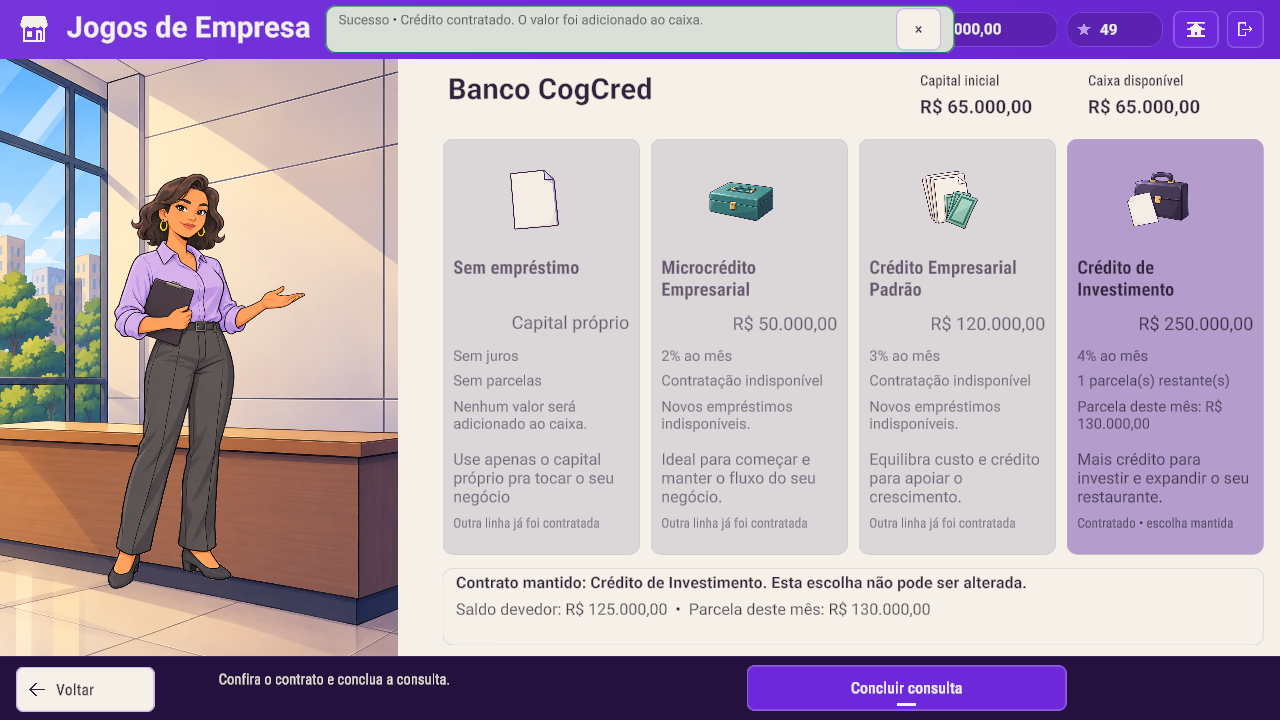 Jogos de Empresa
Sucesso • Crédito contratado. O valor foi adicionado ao caixa.
×
000,00
49
Banco CogCred
Capital inicial
R$ 65.000,00
Caixa disponível
R$ 65.000,00
Sem empréstimo
Capital próprio
Sem juros
Sem parcelas
Nenhum valor será
adicionado ao caixa.
Use apenas o capital
próprio pra tocar o seu
negócio
Outra linha já foi contratada
Microcrédito
Empresarial
R$ 50.000,00
2% ao mês
Contratação indisponível
Novos empréstimos
indisponíveis.
Ideal para começar e
manter o fluxo do seu
negócio.
Outra linha já foi contratada
Crédito Empresarial
Padrão
R$ 120.000,00
3% ao mês
Contratação indisponível
Novos empréstimos
indisponíveis.
Equilibra custo e crédito
para apoiar o
crescimento.
Outra linha já foi contratada
Crédito de
Investimento
R$ 250.000,00
4% ao mês
1 parcela(s) restante(s)
Parcela deste mês: R$
130.000,00
Mais crédito para
investir e expandir o seu
restaurante.
Contratado • escolha mantida
Contrato mantido: Crédito de Investimento. Esta escolha não pode ser alterada.
Saldo devedor: R$ 125.000,00 • Parcela deste mês: R$ 130.000,00
Voltar
Confira o contrato e conclua a consulta.
Concluir consulta